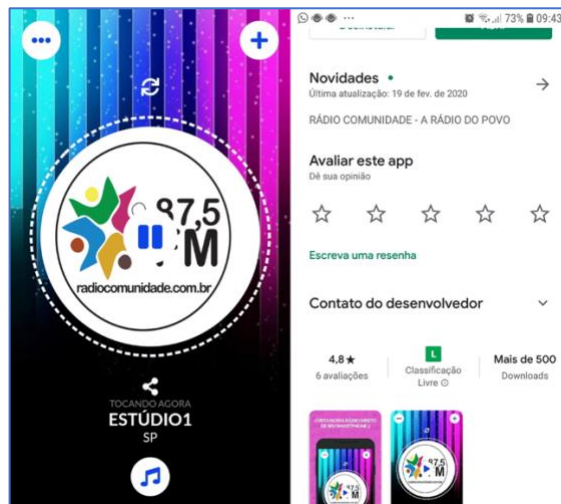 87,5
FM
radiocomunidade.com.br
TOCANDO AGORA
ESTÚDIO1
SP
73%
09:43
Novidades
Última atualização: 19 de fev. de 2020
RÁDIO COMUNIDADE - A RÁDIO DO POVO
Avaliar este app
Dê sua opinião
Escreva uma resenha
Contato do desenvolvedor
4,8★
6 avaliações
L
Classificação
Livre
Mais de 500
Downloads